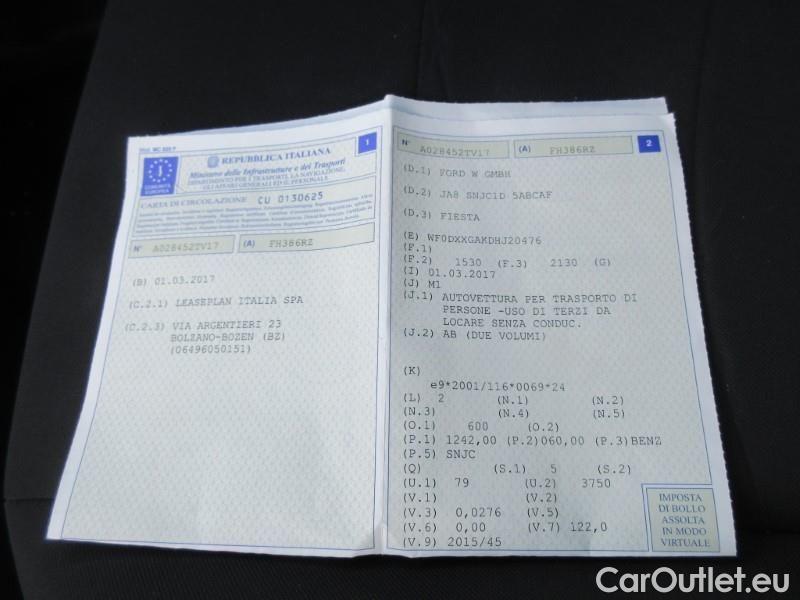 Mod. MC 820 F
1
I
COMUNITÀ
EUROPEA
REPUBBLICA ITALIANA
Ministero delle Infrastrutture e dei Trasporti
DIPARTIMENTO PER I TRASPORTI, LA NAVIGAZIONE,
GLI AFFARI GENERALI ED IL PERSONALE
CARTA DI CIRCOLAZIONE CU 0130625
N° A028452TV17 (A) FH386RZ
(B) 01.03.2017
(C.2.1) LEASEPLAN ITALIA SPA
(C.2.3) VIA ARGENTIERI 23
BOLZANO-BOZEN (BZ)
(06496050151)
N° A028452TV17 (A) FH386RZ
2
(D.1) FORD W GMBH
(D.2) JA8 SNJC1D 5ABCAF
(D.3) FIESTA
(E) WF0DXXGAKDHJ20476
(F.1)
(F.2) 1530 (F.3) 2130 (G)
(I) 01.03.2017
(J) M1
(J.1) AUTOVETTURA PER TRASPORTO DI
PERSONE -USO DI TERZI DA
LOCARE SENZA CONDUC.
(J.2) AB (DUE VOLUMI)
(K)
e9*2001/116*0069*24
(L) 2 (N.1) (N.2)
(N.3) (N.4) (N.5)
(O.1) 600 (O.2)
(P.1) 1242,00 (P.2)060,00 (P.3)BENZ
(P.5) SNJC
(Q) (S.1) 5 (S.2)
(U.1) 79 (U.2) 3750
(V.1) (V.2)
(V.3) 0,0276 (V.5)
(V.6) 0,00 (V.7) 122,0
(V.9) 2015/45
IMPOSTA
DI BOLLO
ASSOLTA
IN MODO
VIRTUALE
CarOutlet.eu